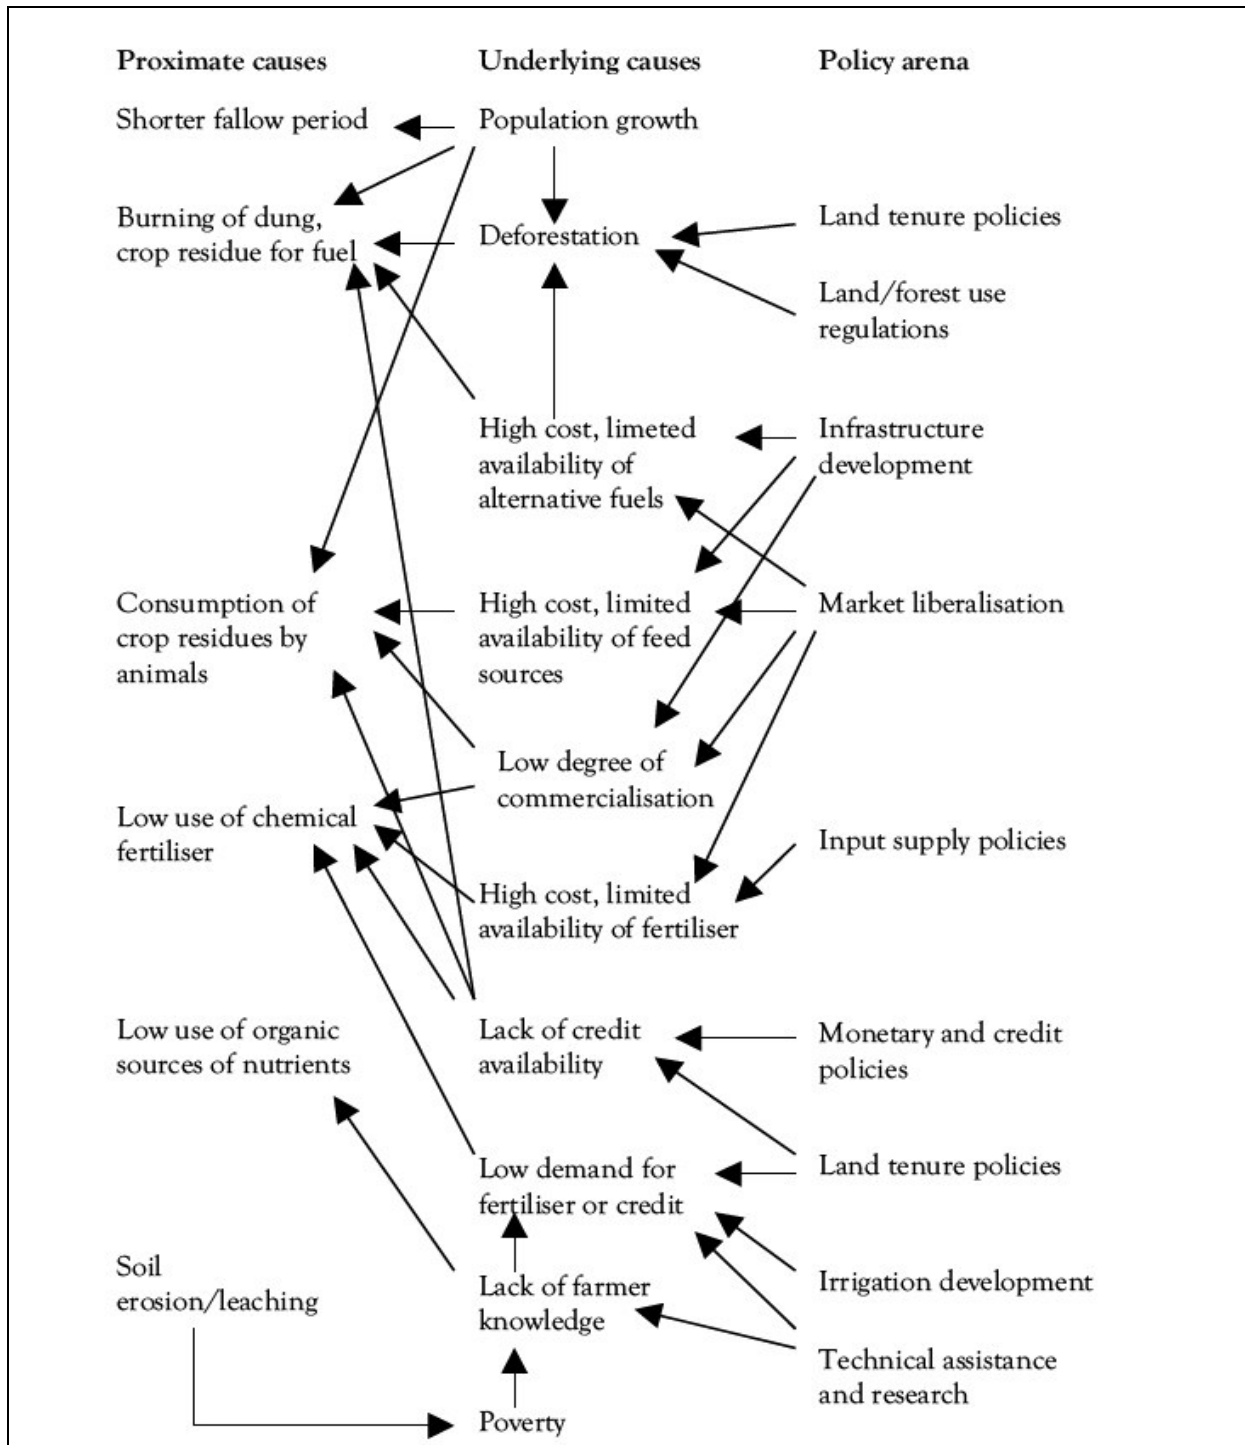 Proximate causes
Underlying causes
Policy arena
Shorter fallow period
Population growth
Burning of dung,
crop residue for fuel
Deforestation
Land tenure policies
Land/forest use
regulations
High cost, limeted
availability of
alternative fuels
Infrastructure
development
Consumption of
crop residues by
animals
High cost, limited
availability of feed
sources
Market liberalisation
Low degree of
commercialisation
Low use of chemical
fertiliser
Input supply policies
High cost, limited
availability of fertiliser
Low use of organic
sources of nutrients
Lack of credit
availability
Monetary and credit
policies
Low demand for
fertiliser or credit
Land tenure policies
Soil
erosion/leaching
Lack of farmer
knowledge
Irrigation development
Technical assistance
and research
Poverty